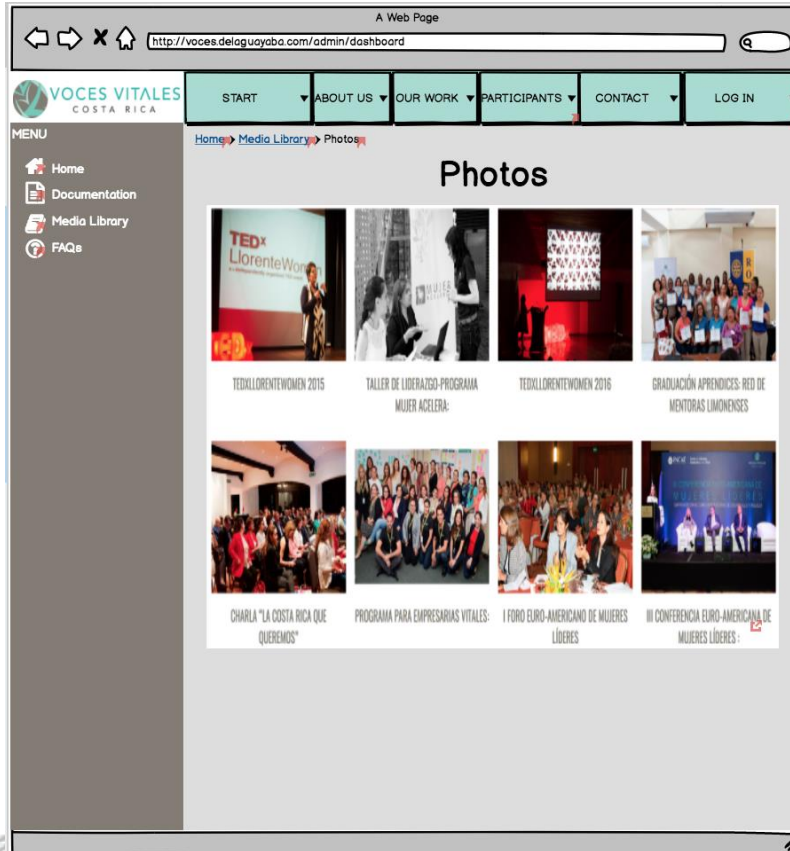 A Web Page
http://voces.delaguayaba.com/admin/dashboard
VOCES VITALES
COSTA RICA
START
ABOUT US
OUR WORK
PARTICIPANTS
CONTACT
LOG IN
MENU
Home
Documentation
Media Library
FAQs
Home
Media Library
Photos
Photos
TEDx
LlorenteWomen
MUJER
TEDXLLORENTEWOMEN 2015
TALLER DE LIDERAZGO-PROGRAMA
MUJER ACELERA:
TEDXLLORENTEWOMEN 2016
GRADUACIÓN APRENDICES: RED DE
MENTORAS LIMONENSES
MUJERES LÍDERES
CHARLA "LA COSTA RICA QUE
QUEREMOS"
PROGRAMA PARA EMPRESARIAS VITALES:
I FORO EURO-AMERICANO DE MUJERES
LÍDERES
III CONFERENCIA EURO-AMERICANA DE
MUJERES LÍDERES :